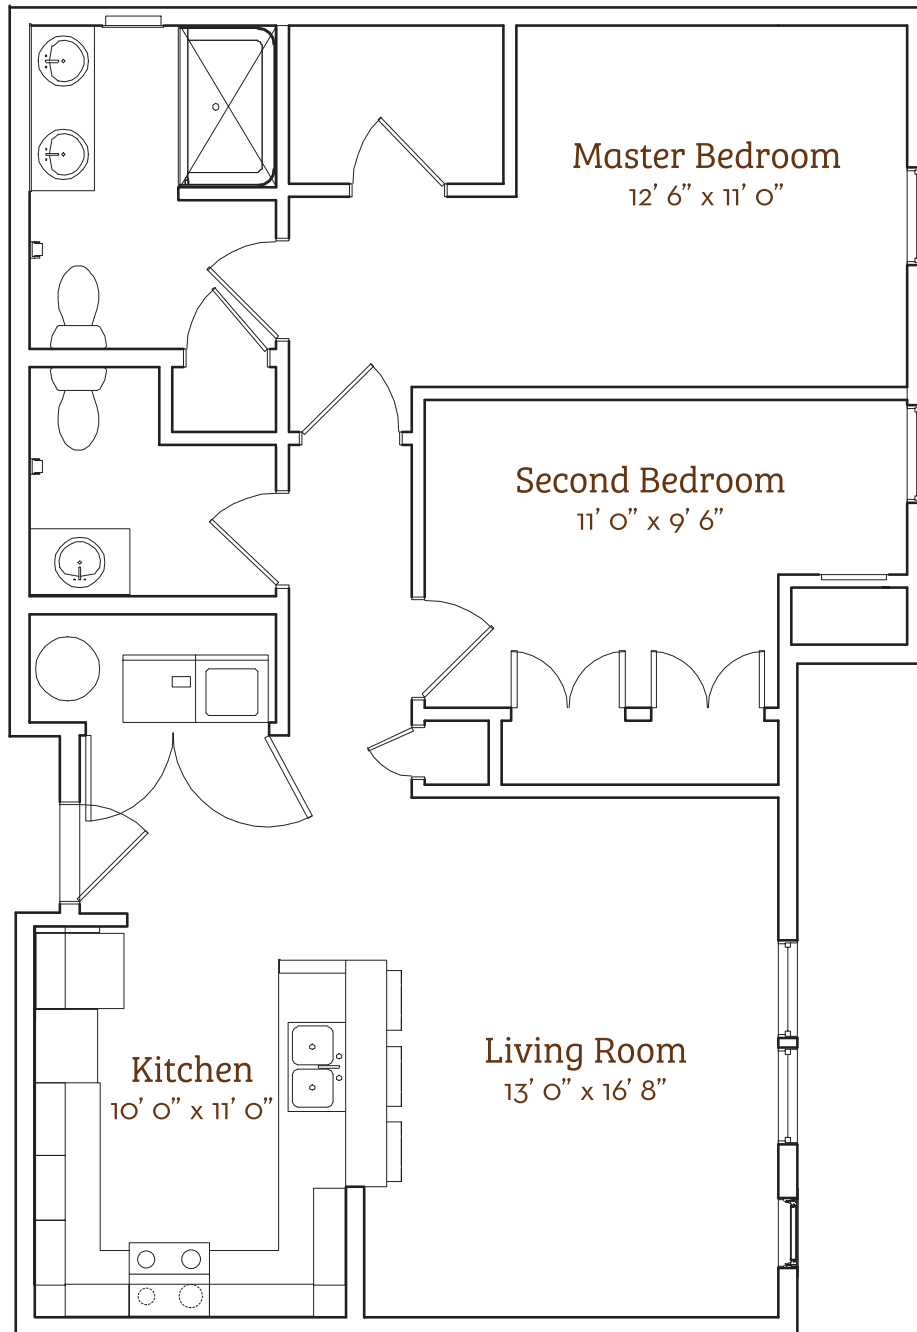 Master Bedroom
12’ 6” x 11’ 0”
Second Bedroom
11’ 0” x 9’ 6”
Living Room
13’ 0” x 16’ 8”
Kitchen
10’ 0” x 11’ 0”